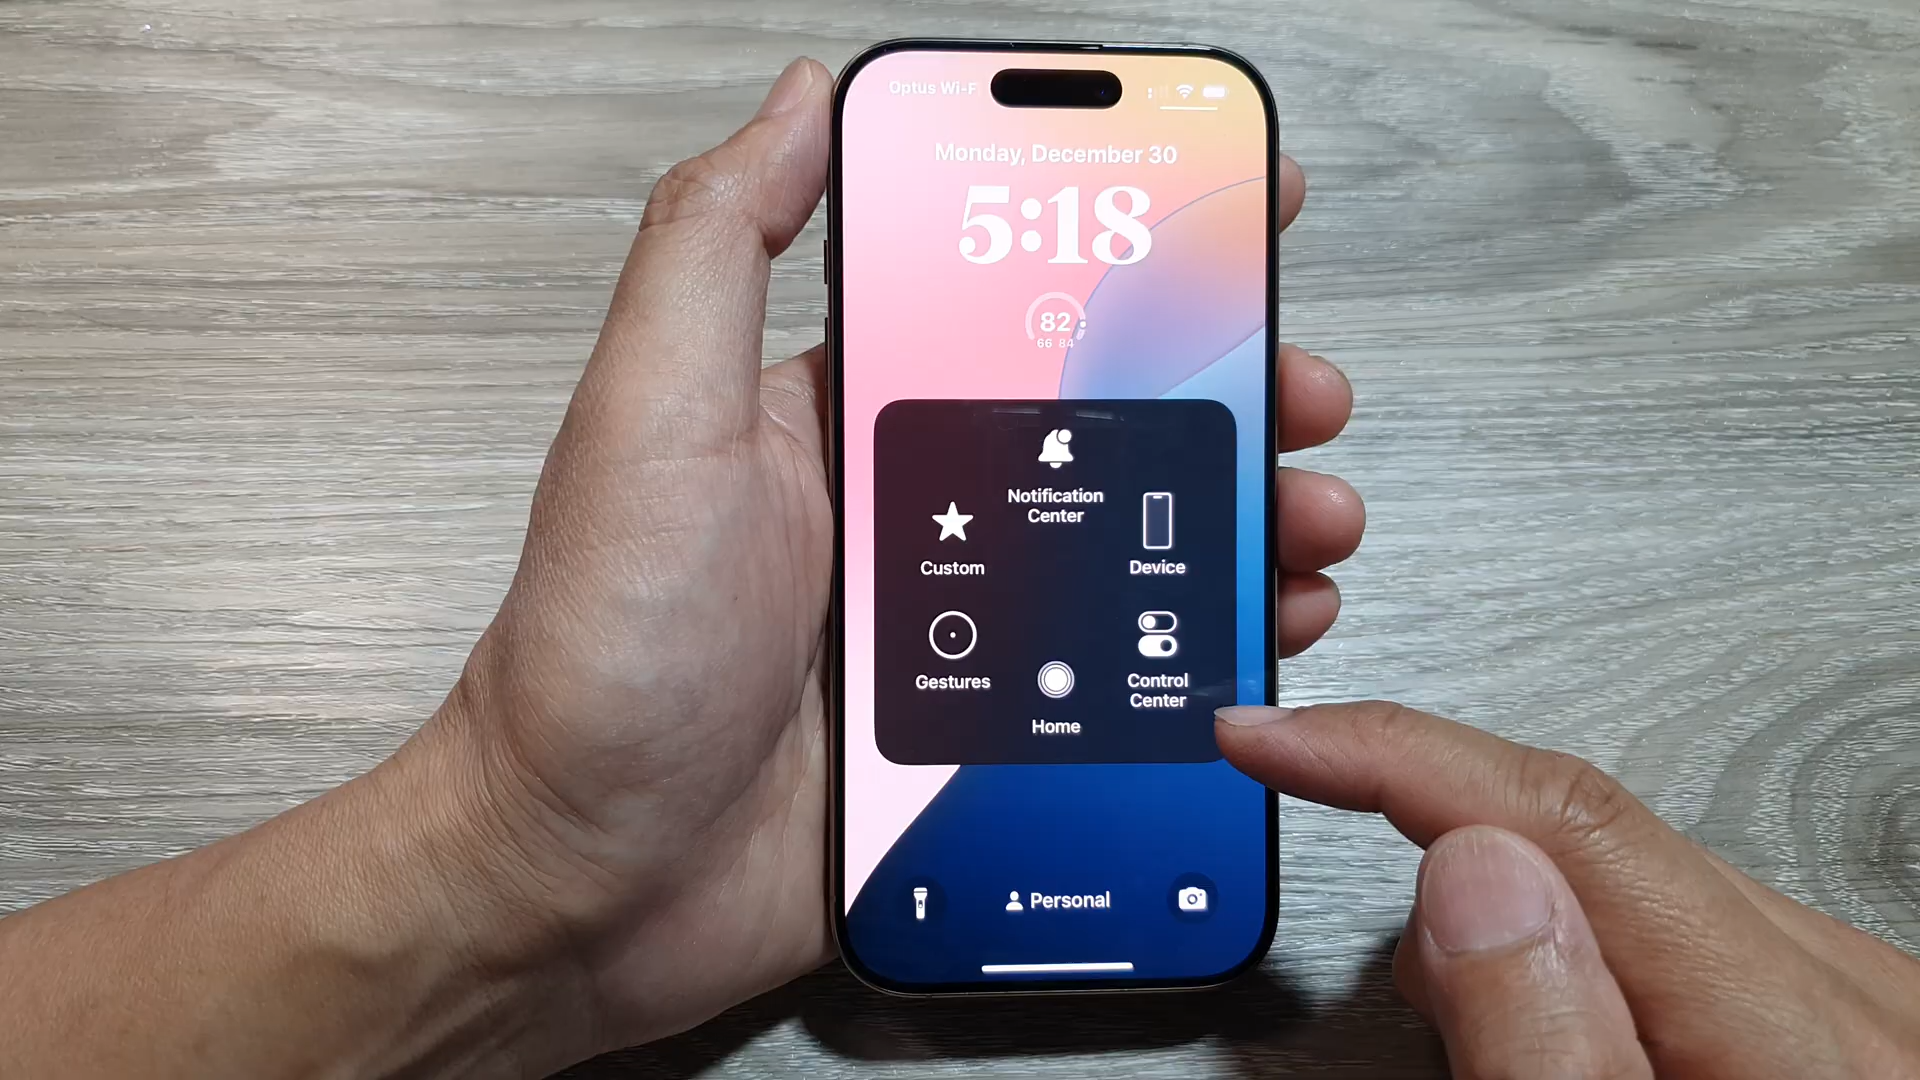 Optus Wi-F
Monday, December 30
5:18
82
66 84
Notification
Center
Custom
Device
Gestures
Control
Center
Home
Personal